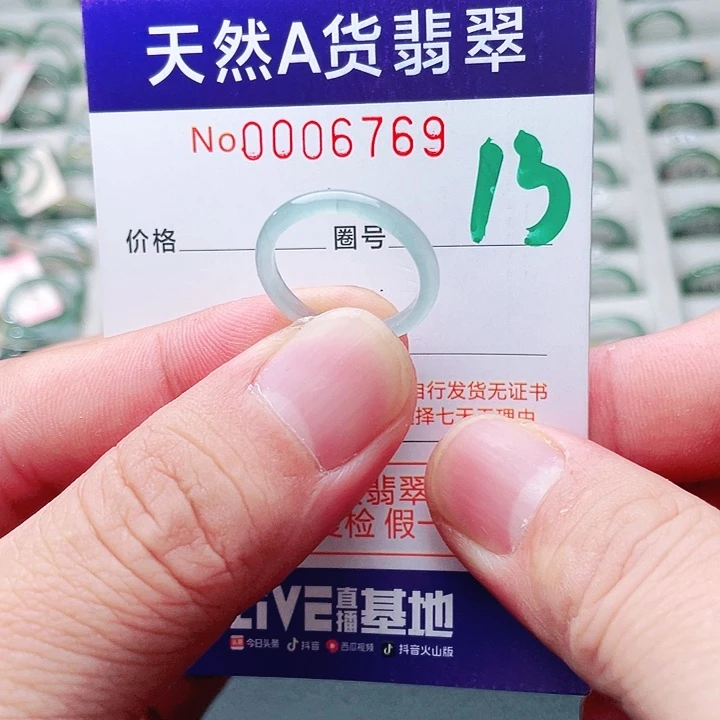 天然A货翡翠
No.0006769
13
价格 圈号
自行发货无证书
择七天无理由
翡翠
检 假一
LIVE直播基地
今日头条 抖音 西瓜视频 抖音火山版